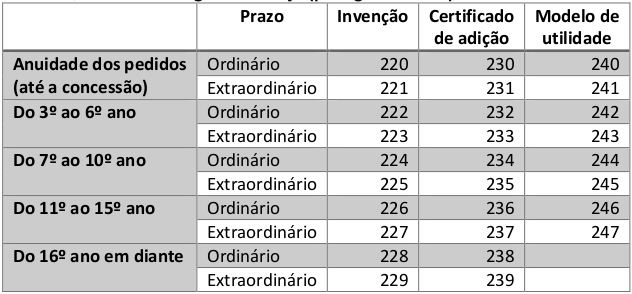 Prazo Invenção Certificado de adição Modelo de utilidade
Anuidade dos pedidos (até a concessão) Ordinário 220 230 240
Extraordinário 221 231 241
Do 3º ao 6º ano Ordinário 222 232 242
Extraordinário 223 233 243
Do 7º ao 10º ano Ordinário 224 234 244
Extraordinário 225 235 245
Do 11º ao 15º ano Ordinário 226 236 246
Extraordinário 227 237 247
Do 16º ano em diante Ordinário 228 238
Extraordinário 229 239